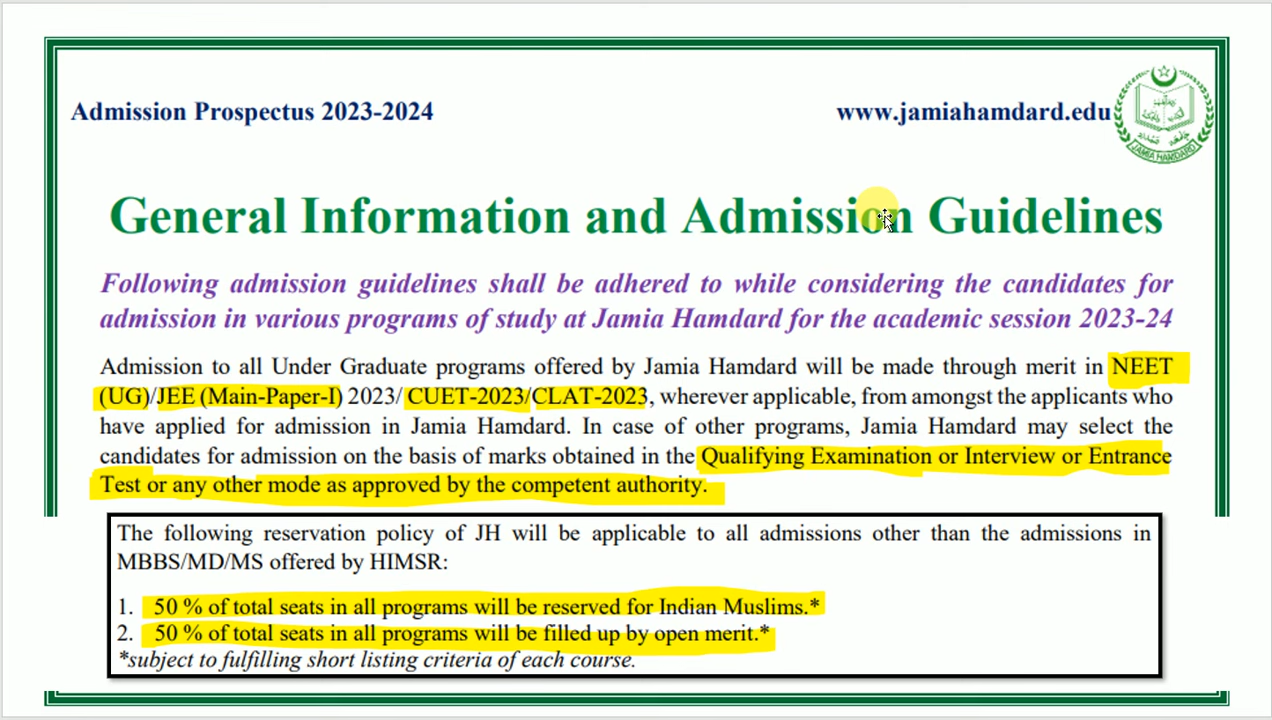 Admission Prospectus 2023-2024
www.jamiahamdard.edu
JAMIA HAMDARD
General Information and Admission Guidelines
Following admission guidelines shall be adhered to while considering the candidates for
admission in various programs of study at Jamia Hamdard for the academic session 2023-24
Admission to all Under Graduate programs offered by Jamia Hamdard will be made through merit in NEET
(UG)/JEE (Main-Paper-I) 2023/ CUET-2023/CLAT-2023, wherever applicable, from amongst the applicants who
have applied for admission in Jamia Hamdard. In case of other programs, Jamia Hamdard may select the
candidates for admission on the basis of marks obtained in the Qualifying Examination or Interview or Entrance
Test or any other mode as approved by the competent authority.
The following reservation policy of JH will be applicable to all admissions other than the admissions in
MBBS/MD/MS offered by HIMSR:
1. 50 % of total seats in all programs will be reserved for Indian Muslims.*
2. 50 % of total seats in all programs will be filled up by open merit.*
*subject to fulfilling short listing criteria of each course.